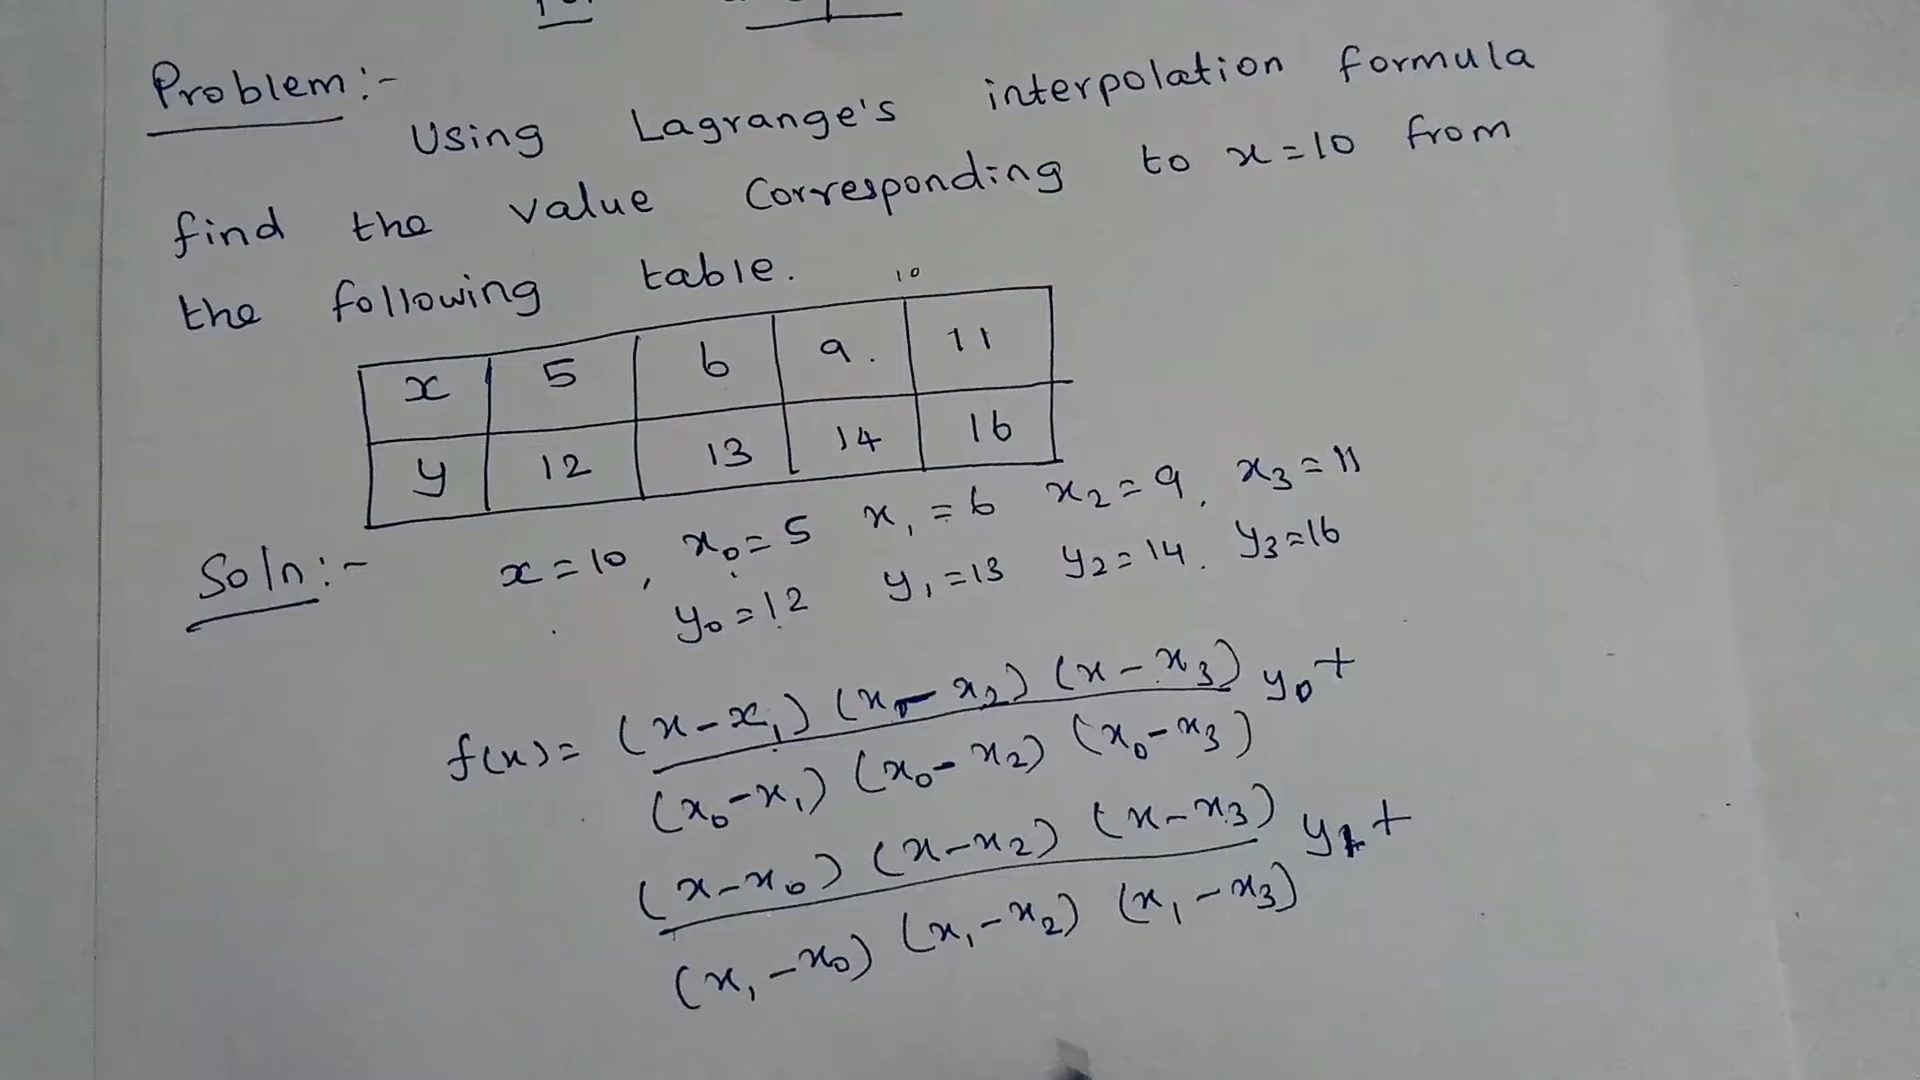 Problem:-
Using Lagrange's interpolation formula
find the value Corresponding to x=10 from
the following table.
10
x 5 6 9. 11
y 12 13 14 16
Soln:- x=10, x₀=5 x₁=6 x₂=9, x₃=11
y₀=12 y₁=13 y₂=14. y₃=16
f(x)= (x-x₁) (x-x₂) (x-x₃) y₀+
(x₀-x₁) (x₀-x₂) (x₀-x₃)
(x-x₀) (x-x₂) (x-x₃) y₁+
(x₁-x₀) (x₁-x₂) (x₁-x₃)